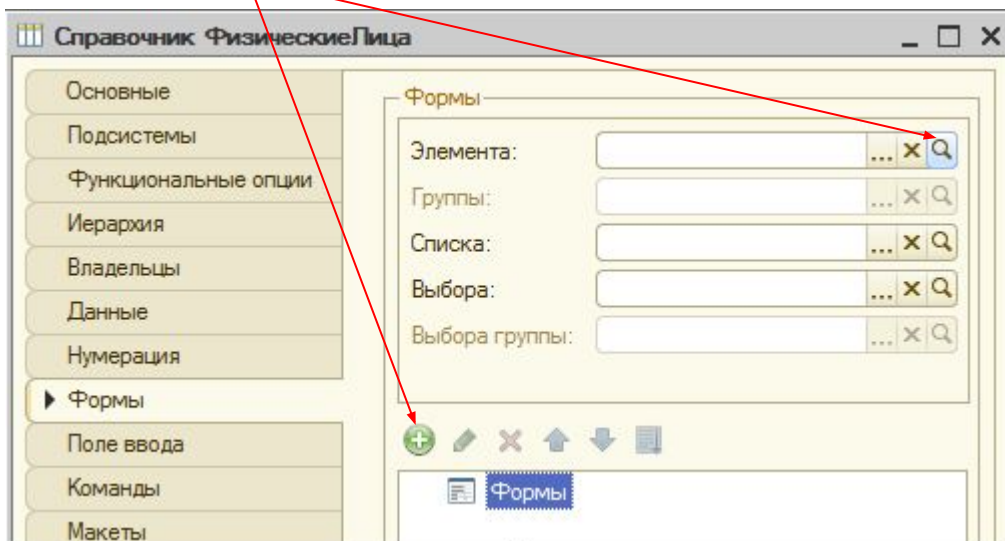 Справочник ФизическиеЛица
Основные
Подсистемы
Функциональные опции
Иерархия
Владельцы
Данные
Нумерация
Формы
Поле ввода
Команды
Макеты
Формы
Элемента:
Группы:
Списка:
Выбора:
Выбора группы:
Формы